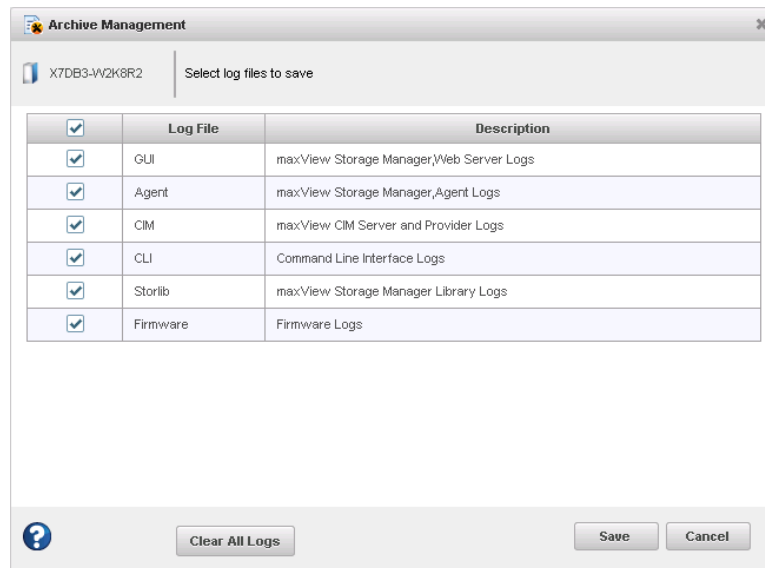 Archive Management
X7DB3-W2K8R2 Select log files to save
Log File Description
GUI maxView Storage Manager,Web Server Logs
Agent maxView Storage Manager,Agent Logs
CIM maxView CIM Server and Provider Logs
CLI Command Line Interface Logs
Storlib maxView Storage Manager Library Logs
Firmware Firmware Logs
Clear All Logs Save Cancel